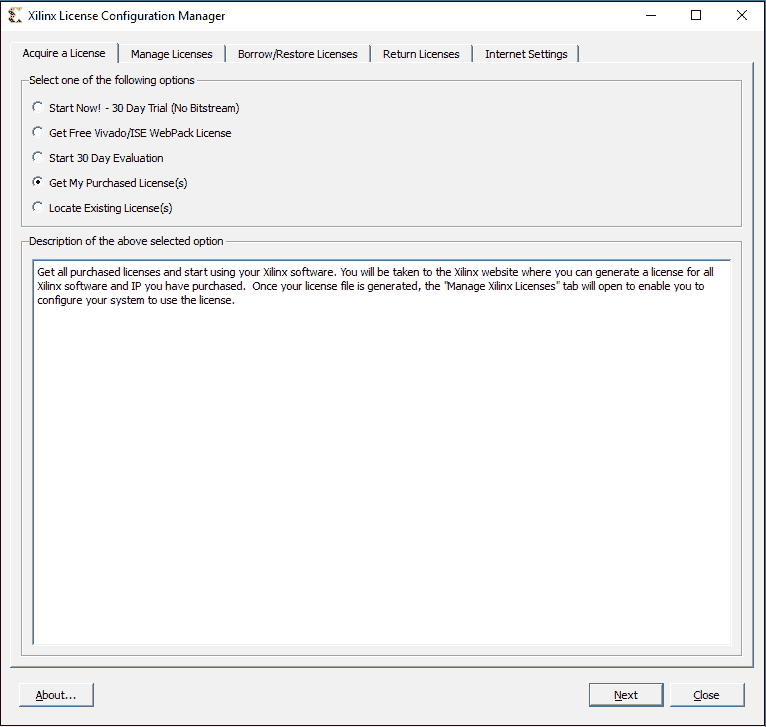 Xilinx License Configuration Manager
Acquire a License Manage Licenses Borrow/Restore Licenses Return Licenses Internet Settings
Select one of the following options
Start Now! - 30 Day Trial (No Bitstream)
Get Free Vivado/ISE WebPack License
Start 30 Day Evaluation
Get My Purchased License(s)
Locate Existing License(s)
Description of the above selected option
Get all purchased licenses and start using your Xilinx software. You will be taken to the Xilinx website where you can generate a license for all
Xilinx software and IP you have purchased.  Once your license file is generated, the "Manage Xilinx Licenses" tab will open to enable you to
configure your system to use the license.
About... Next Close